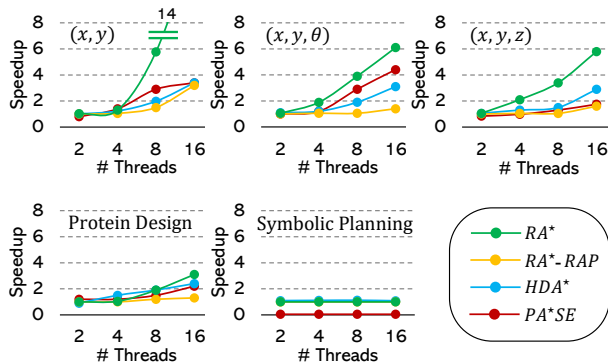 14
(x, y)
Speedup
8
6
4
2
0
2 4 8 16
# Threads
(x, y, θ)
Speedup
8
6
4
2
0
2 4 8 16
# Threads
(x, y, z)
Speedup
8
6
4
2
0
2 4 8 16
# Threads
Protein Design
Speedup
8
6
4
2
0
2 4 8 16
# Threads
Symbolic Planning
Speedup
8
6
4
2
0
2 4 8 16
# Threads
RA*
RA*-RAP
HDA*
PA*SE